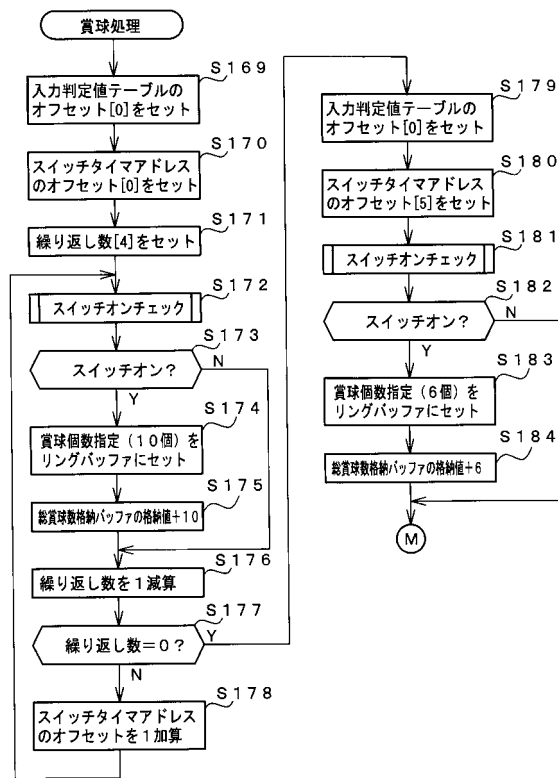 賞球処理
S169
入力判定値テーブルの
オフセット[0]をセット
S170
スイッチタイマアドレス
のオフセット[0]をセット
S171
繰り返し数[4]をセット
S172
スイッチオンチェック
S173
スイッチオン?
N
Y
S174
賞球個数指定(10個)を
リングバッファにセット
S175
総賞球数格納バッファの格納値+10
S176
繰り返し数を1減算
S177
繰り返し数=0?
Y
N
S178
スイッチタイマアドレス
のオフセットを1加算
S179
入力判定値テーブルの
オフセット[0]をセット
S180
スイッチタイマアドレス
のオフセット[5]をセット
S181
スイッチオンチェック
S182
スイッチオン?
N
Y
S183
賞球個数指定(6個)を
リングバッファにセット
S184
総賞球数格納バッファの格納値+6
M